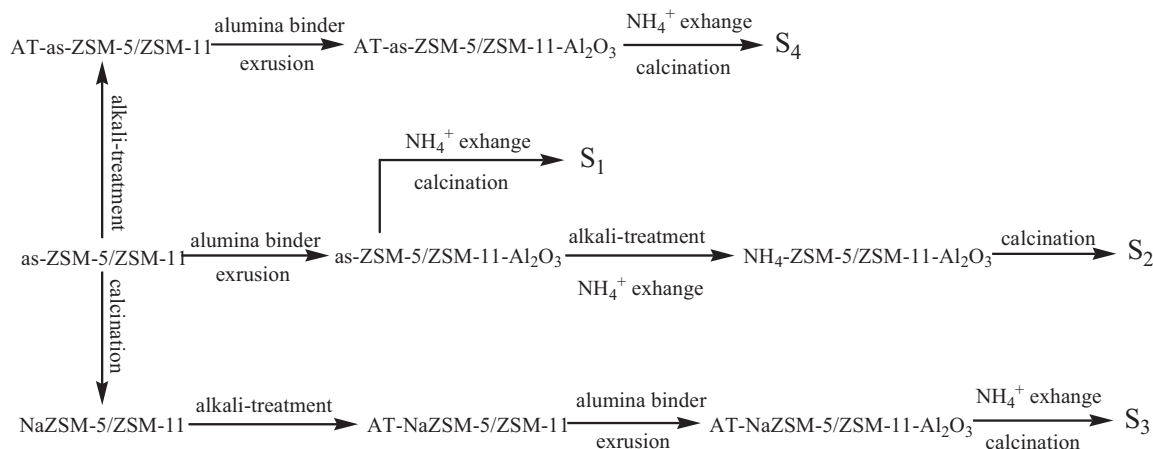 AT-as-ZSM-5/ZSM-11 alumina binder exrusion AT-as-ZSM-5/ZSM-11-Al₂O₃ NH₄⁺ exhange calcination S₄
alkali-treatment
NH₄⁺ exhange calcination S₁
as-ZSM-5/ZSM-11 alumina binder exrusion as-ZSM-5/ZSM-11-Al₂O₃ alkali-treatment NH₄⁺ exhange NH₄-ZSM-5/ZSM-11-Al₂O₃ calcination S₂
calcination
NaZSM-5/ZSM-11 alkali-treatment AT-NaZSM-5/ZSM-11 alumina binder exrusion AT-NaZSM-5/ZSM-11-Al₂O₃ NH₄⁺ exhange calcination S₃